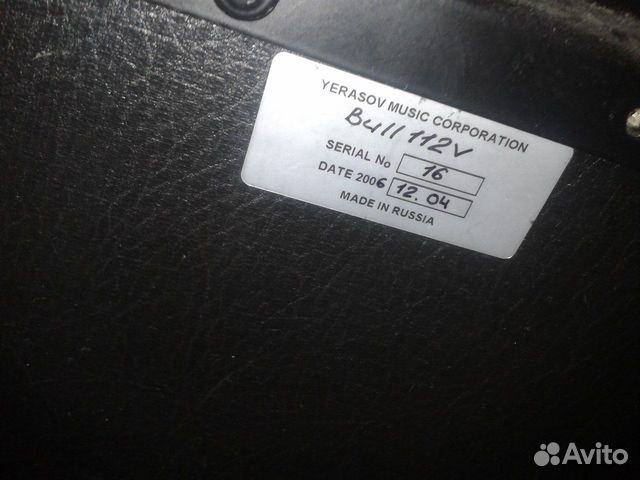 YERASOV MUSIC CORPORATION
Bull 112V
SERIAL No 16
DATE 2006 12.04
MADE IN RUSSIA
Avito